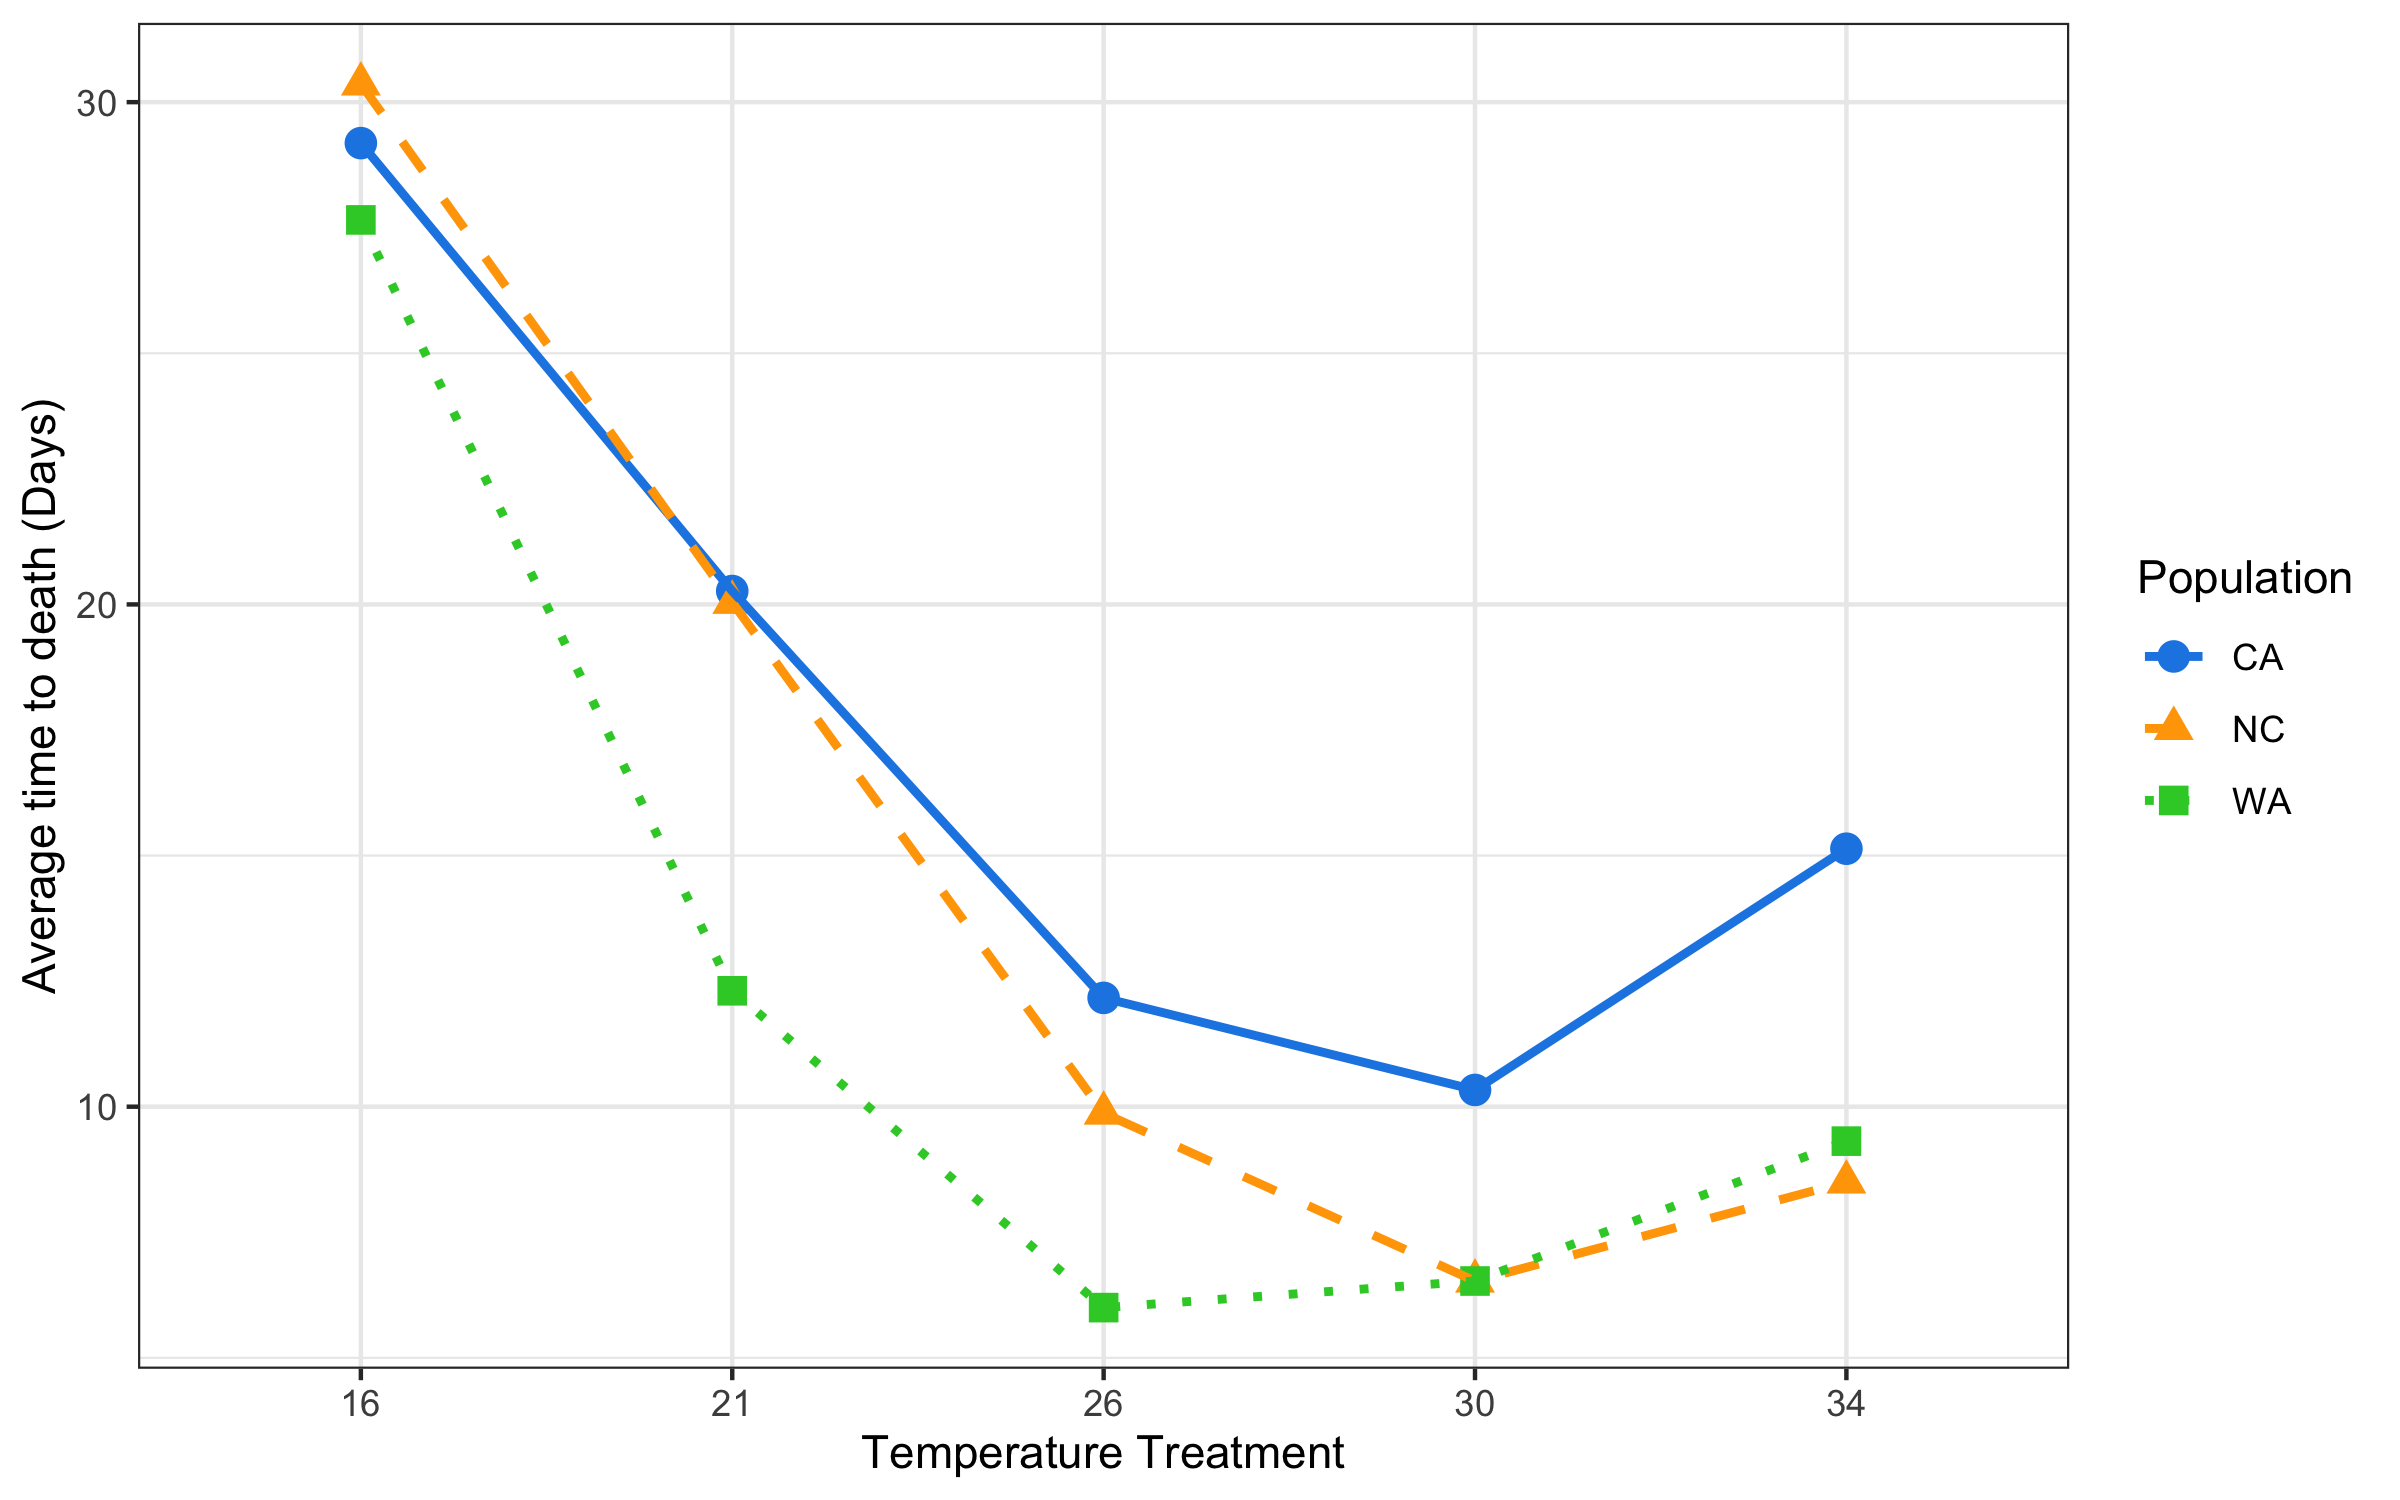 30
20
10
Average time to death (Days)
16 21 26 30 34
Temperature Treatment
Population
CA
NC
WA